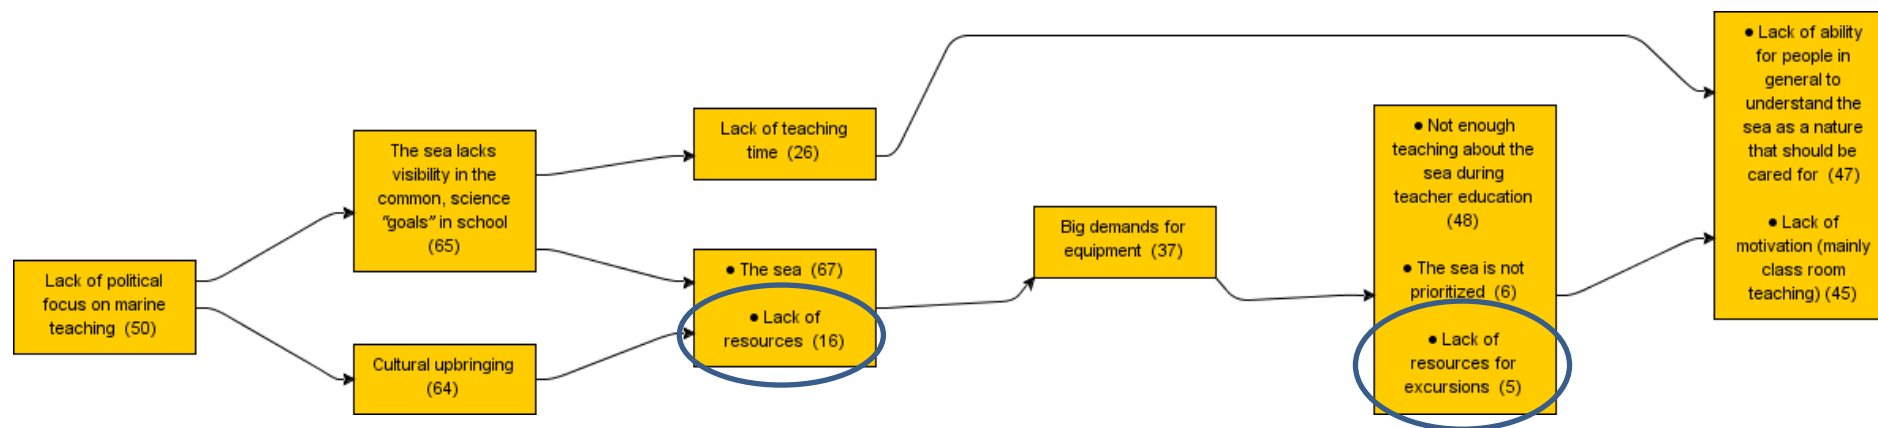 Lack of political
focus on marine
teaching (50)
The sea lacks
visibility in the
common, science
"goals" in school
(65)
Cultural upbringing
(64)
Lack of teaching
time (26)
● The sea (67)
● Lack of
resources (16)
Big demands for
equipment (37)
● Not enough
teaching about the
sea during
teacher education
(48)
● The sea is not
prioritized (6)
● Lack of
resources for
excursions (5)
● Lack of ability
for people in
general to
understand the
sea as a nature
that should be
cared for (47)
● Lack of
motivation (mainly
class room
teaching) (45)